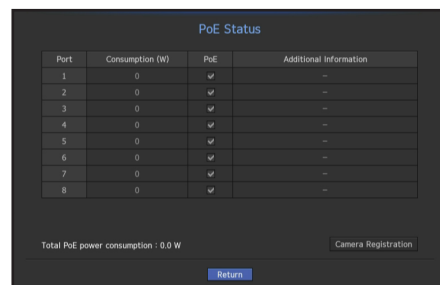 PoE Status
Port Consumption (W) PoE Additional Information
1 0 –
2 0 –
3 0 –
4 0 –
5 0 –
6 0 –
7 0 –
8 0 –
Total PoE power consumption : 0.0 W Camera Registration
Return